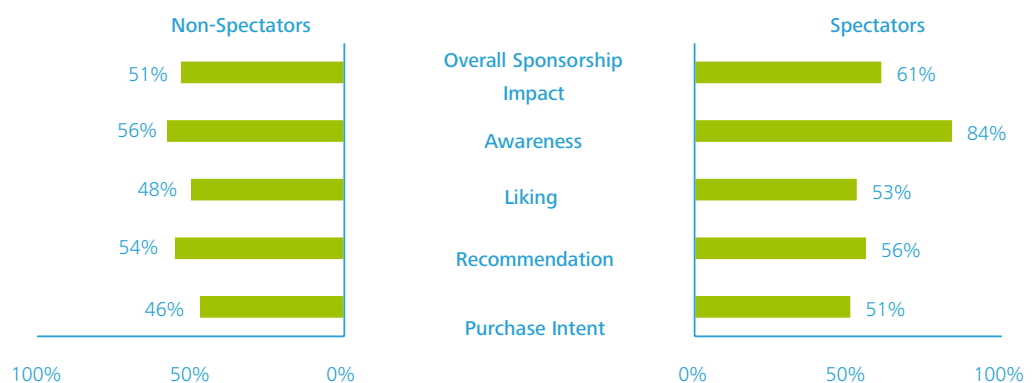 Non-Spectators
Spectators
51%
Overall Sponsorship
Impact
61%
56%
Awareness
84%
48%
Liking
53%
54%
Recommendation
56%
46%
Purchase Intent
51%
100% 50% 0%
0% 50% 100%